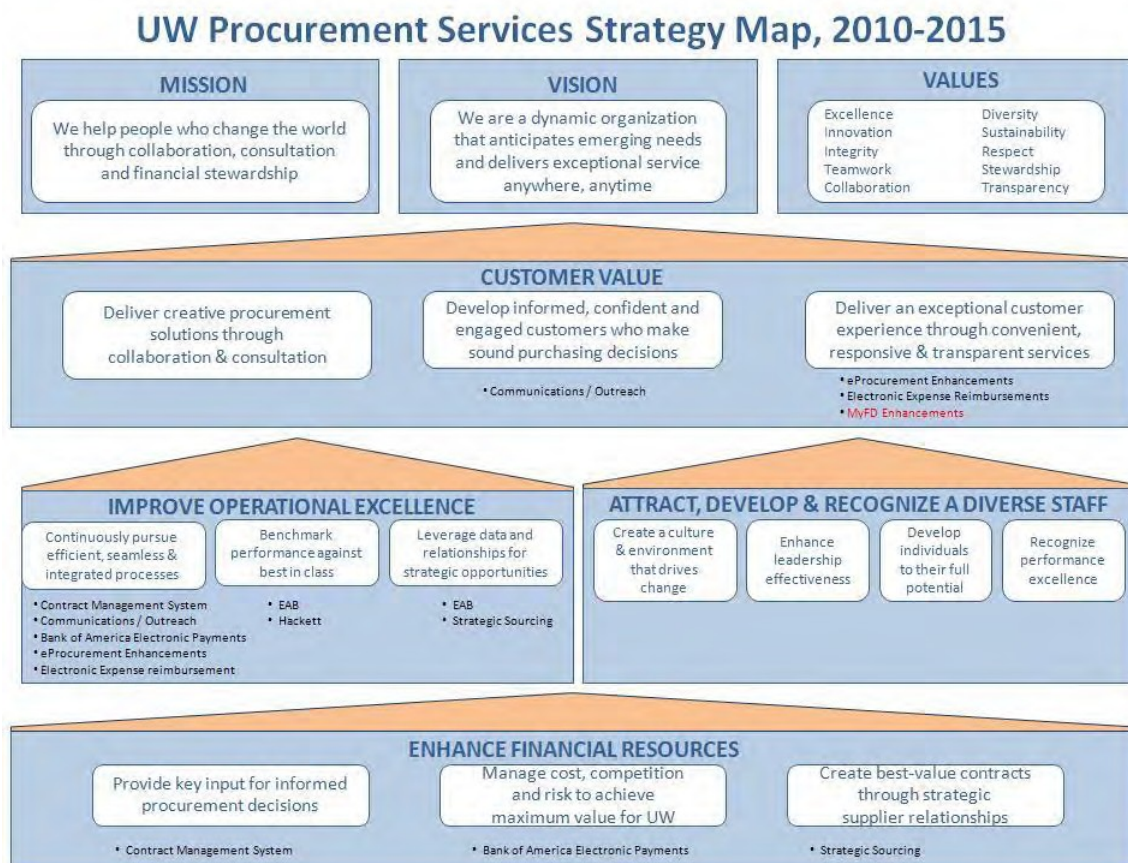 UW Procurement Services Strategy Map, 2010-2015
MISSION
We help people who change the world
through collaboration, consultation
and financial stewardship
VISION
We are a dynamic organization
that anticipates emerging needs
and delivers exceptional service
anywhere, anytime
VALUES
Excellence
Innovation
Integrity
Teamwork
Collaboration
Diversity
Sustainability
Respect
Stewardship
Transparency
CUSTOMER VALUE
Deliver creative procurement
solutions through
collaboration & consultation
Develop informed, confident and
engaged customers who make
sound purchasing decisions
• Communications / Outreach
Deliver an exceptional customer
experience through convenient,
responsive & transparent services
• eProcurement Enhancements
• Electronic Expense Reimbursements
• MyFD Enhancements
IMPROVE OPERATIONAL EXCELLENCE
Continuously pursue
efficient, seamless &
integrated processes
• Contract Management System
• Communications / Outreach
• Bank of America Electronic Payments
• eProcurement Enhancements
• Electronic Expense reimbursement
Benchmark
performance against
best in class
• EAB
• Hackett
Leverage data and
relationships for
strategic opportunities
• EAB
• Strategic Sourcing
ATTRACT, DEVELOP & RECOGNIZE A DIVERSE STAFF
Create a culture
& environment
that drives
change
Enhance
leadership
effectiveness
Develop
individuals
to their full
potential
Recognize
performance
excellence
ENHANCE FINANCIAL RESOURCES
Provide key input for informed
procurement decisions
• Contract Management System
Manage cost, competition
and risk to achieve
maximum value for UW
• Bank of America Electronic Payments
Create best-value contracts
through strategic
supplier relationships
• Strategic Sourcing